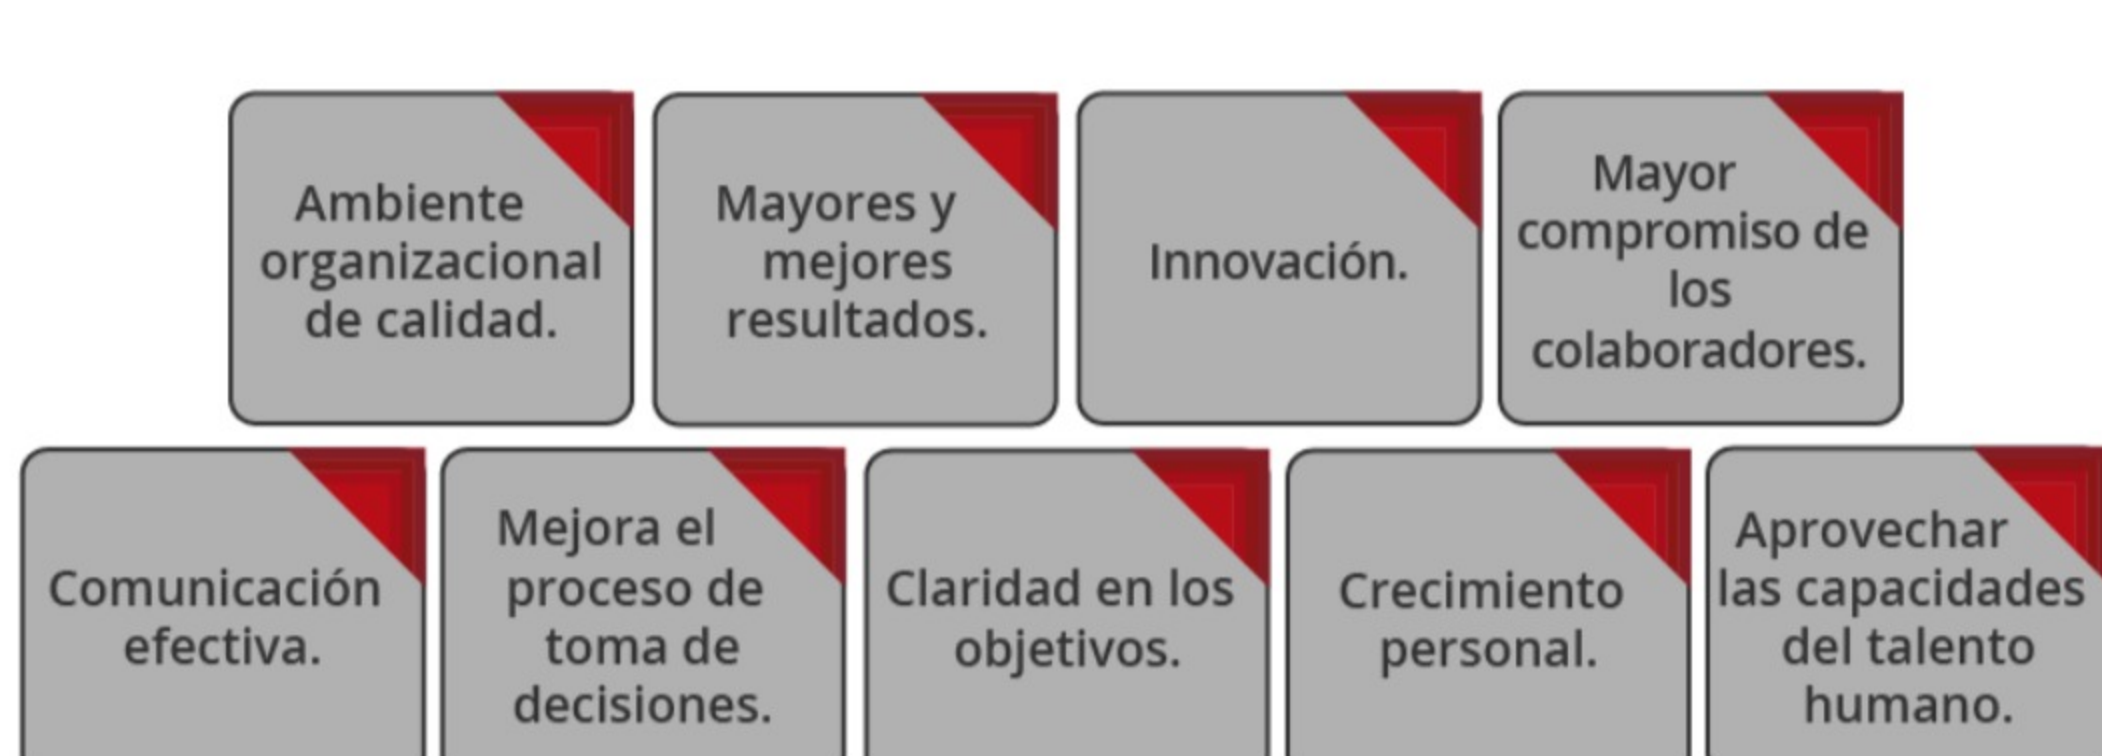 Ambiente
organizacional
de calidad.
Mayores y
mejores
resultados.
Innovación.
Mayor
compromiso de
los
colaboradores.
Comunicación
efectiva.
Mejora el
proceso de
toma de
decisiones.
Claridad en los
objetivos.
Crecimiento
personal.
Aprovechar
las capacidades
del talento
humano.